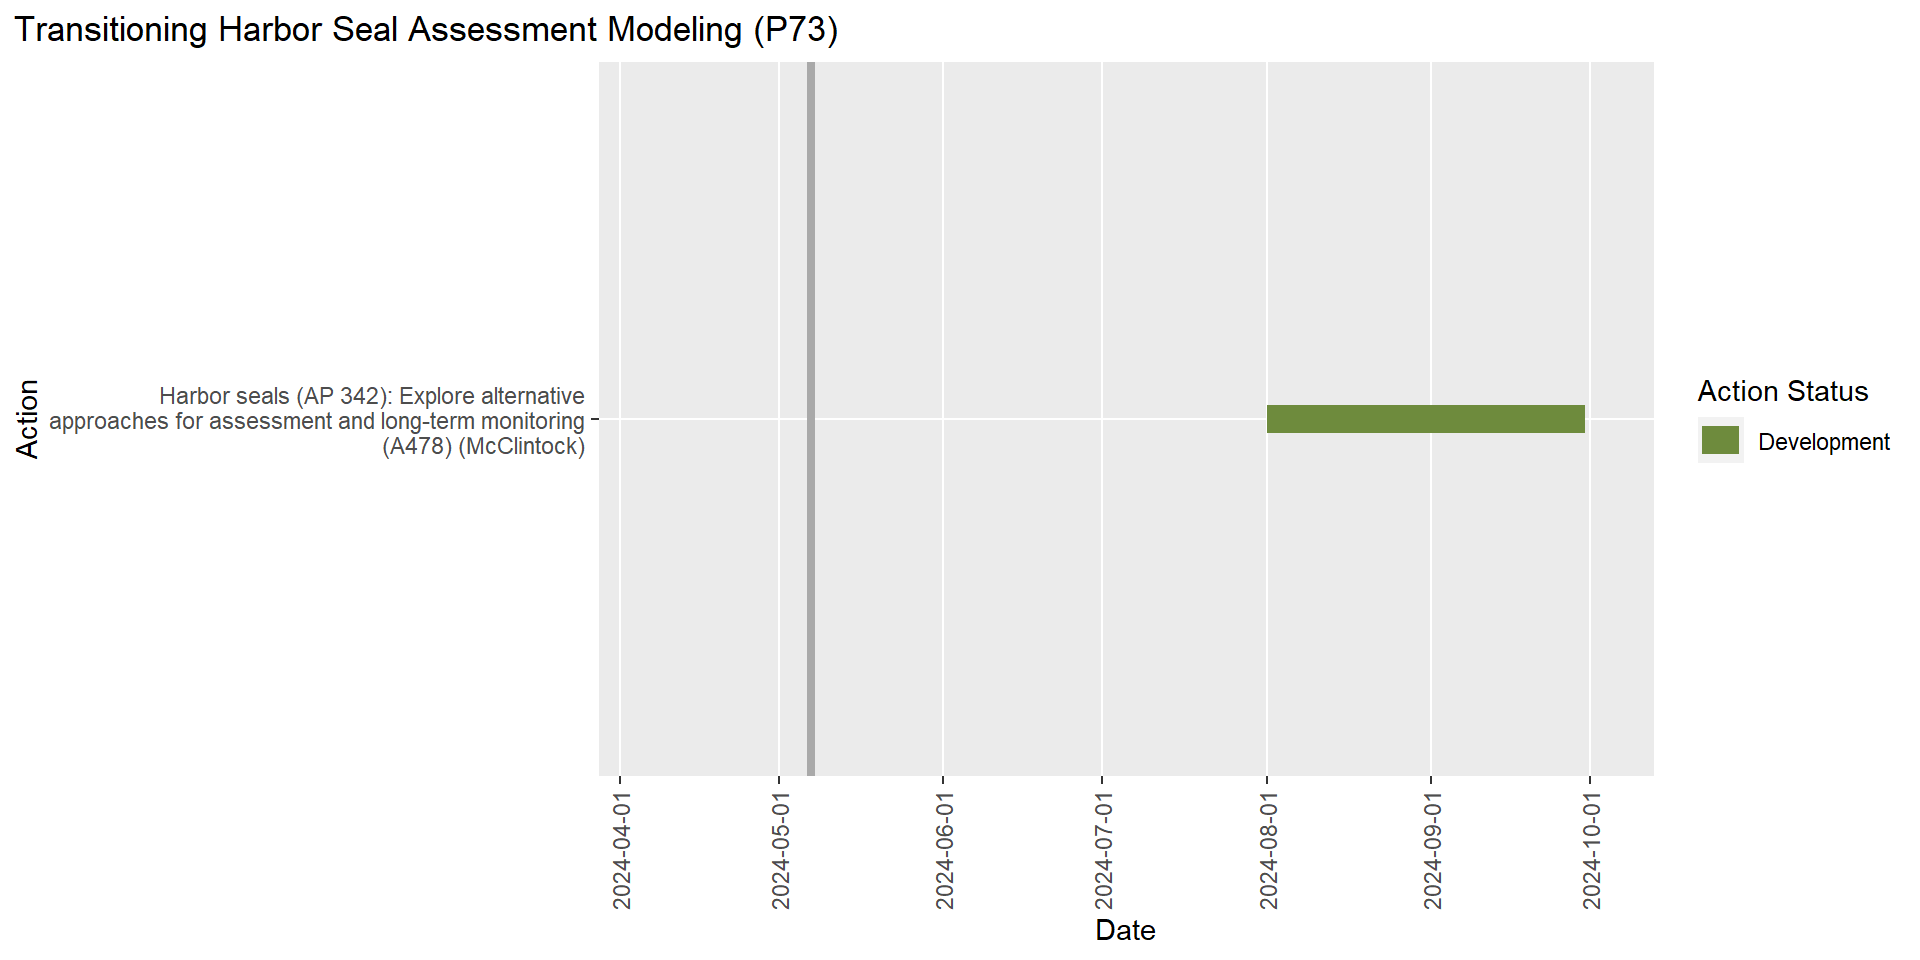 Transitioning Harbor Seal Assessment Modeling (P73)
Action
Harbor seals (AP 342): Explore alternative
approaches for assessment and long-term monitoring
(A478) (McClintock)
Action Status
Development
2024-04-01
2024-05-01
2024-06-01
2024-07-01
2024-08-01
2024-09-01
2024-10-01
Date